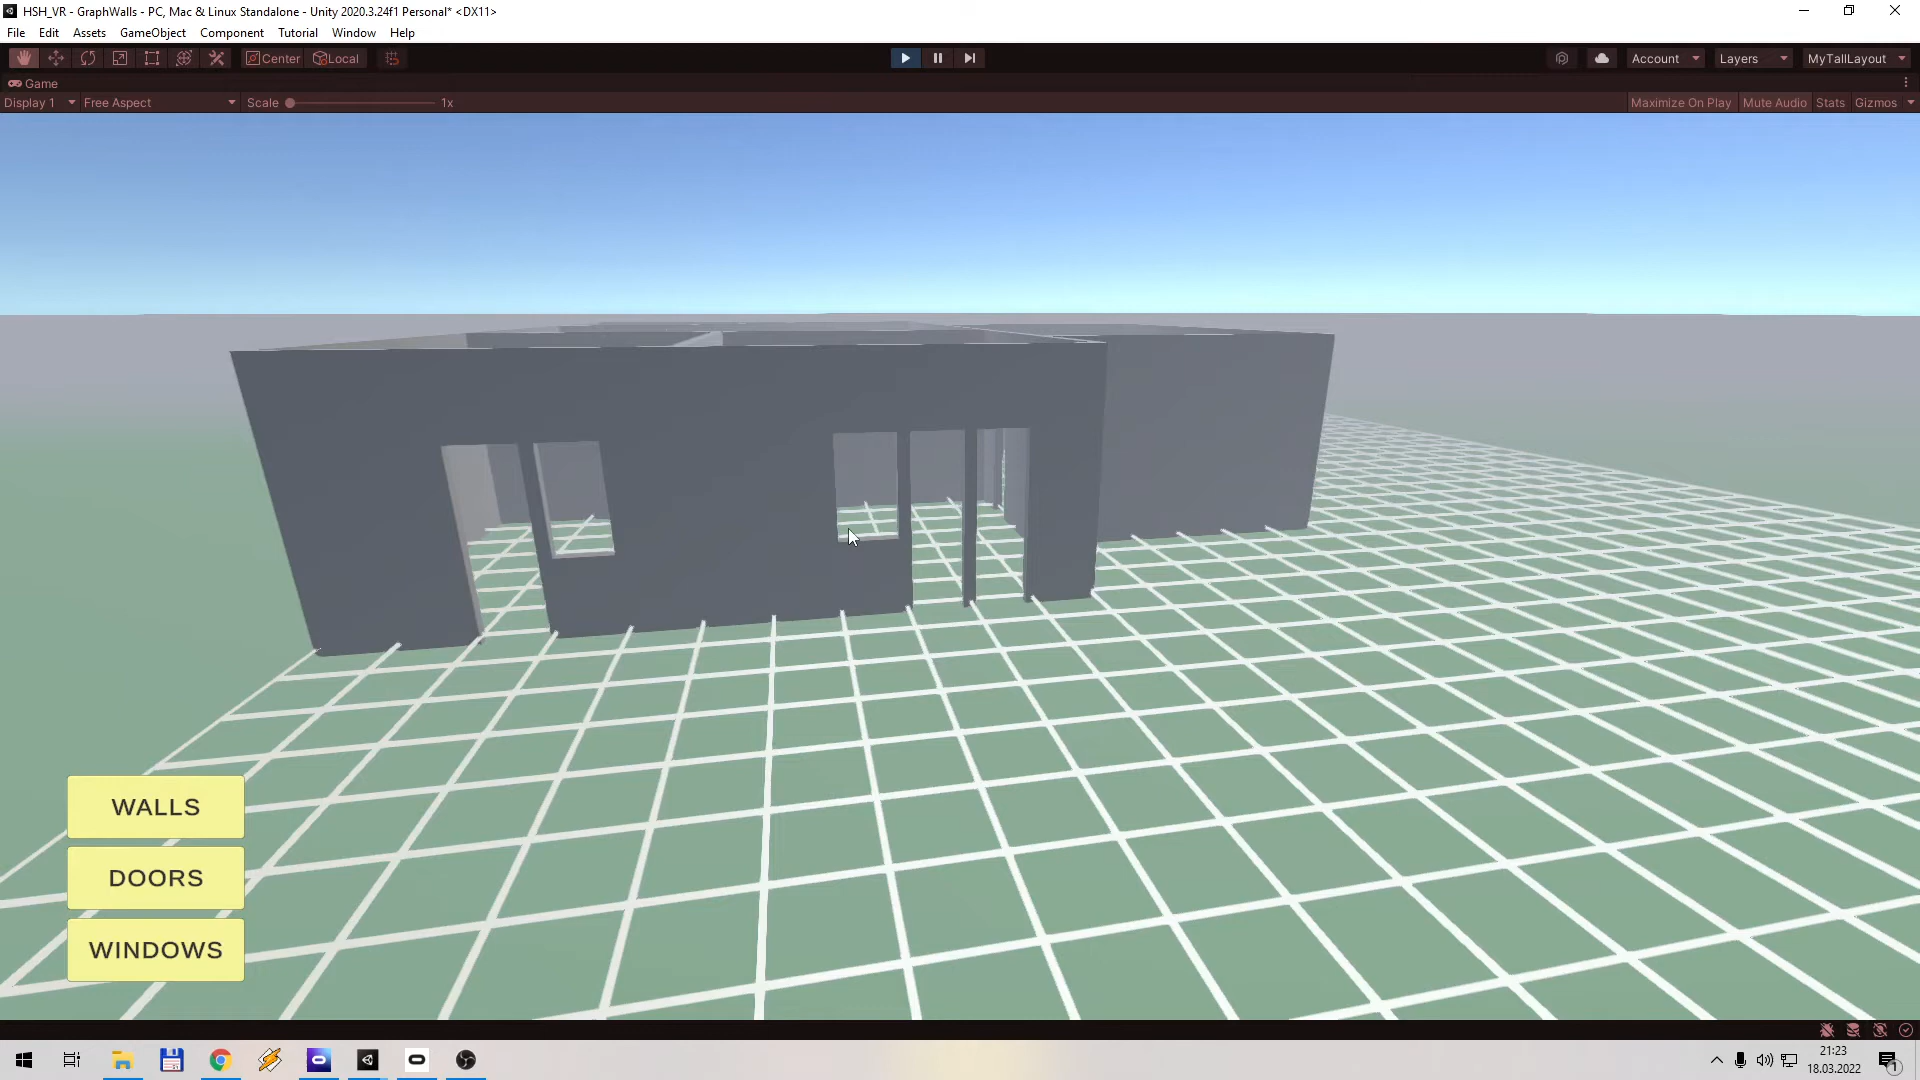 HSH_VR - GraphWalls - PC, Mac & Linux Standalone - Unity 2020.3.24f1 Personal* <DX11>
File Edit Assets GameObject Component Tutorial Window Help
Center Local Account Layers MyTallLayout
Game
Display 1 Free Aspect Scale 1x Maximize On Play Mute Audio Stats Gizmos
WALLS
DOORS
WINDOWS
21:23
18.03.2022
1